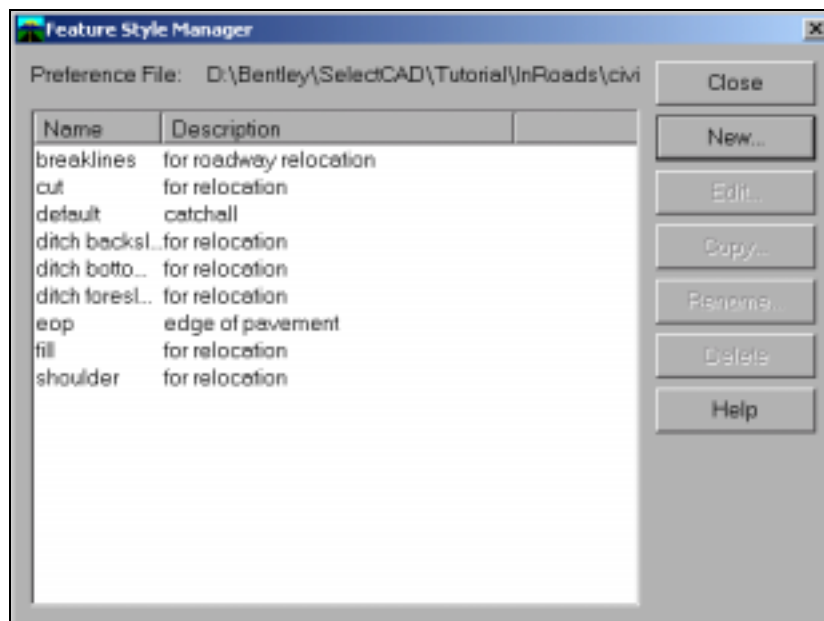 Feature Style Manager
Preference File: D:\Bentley\SelectCAD\Tutorial\InRoads\civi
Close
Name Description
New...
breaklines for roadway relocation
cut for relocation
Edit...
default catchall
ditch backsl... for relocation
Copy...
ditch botto... for relocation
ditch foresl... for relocation
Rename...
eop edge of pavement
fill for relocation
Delete
shoulder for relocation
Help